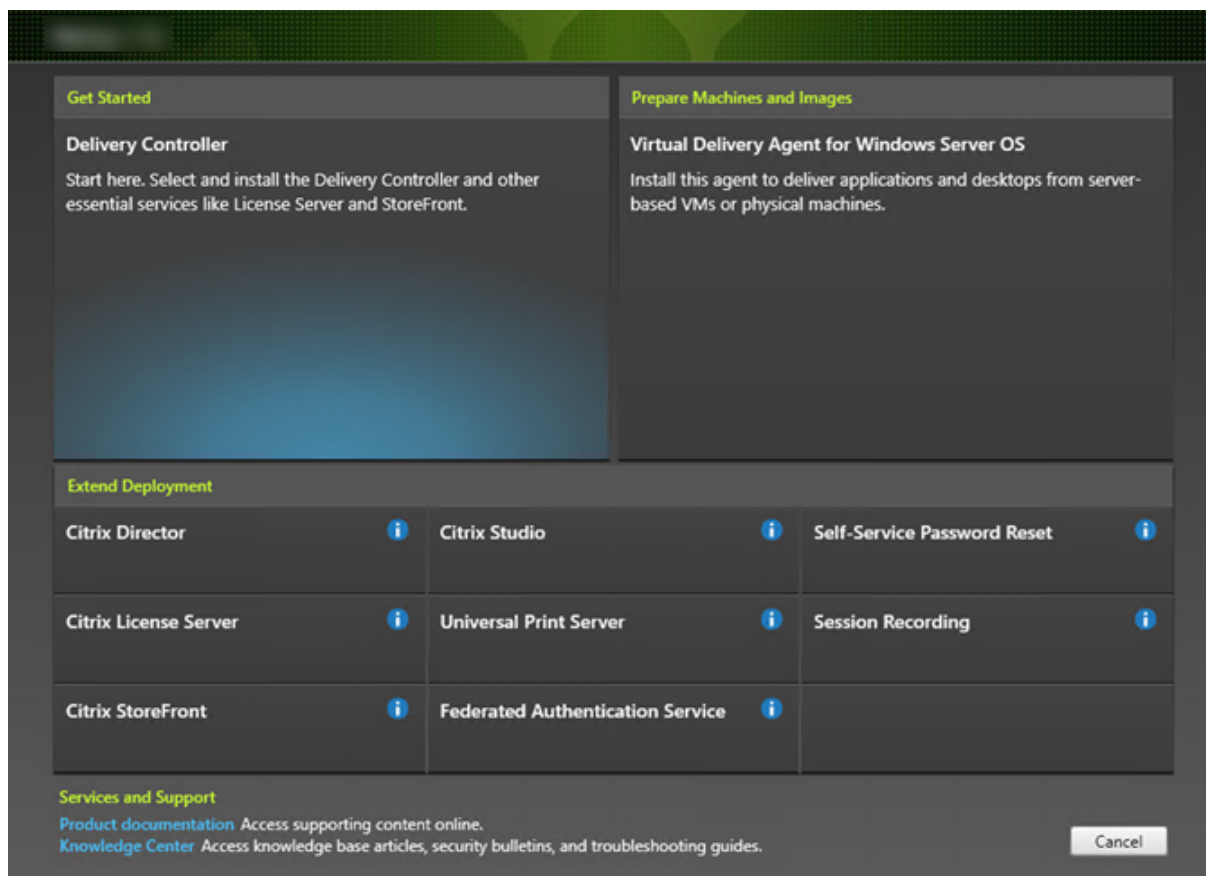 Get Started
Prepare Machines and Images
Delivery Controller
Start here. Select and install the Delivery Controller and other
essential services like License Server and StoreFront.
Virtual Delivery Agent for Windows Server OS
Install this agent to deliver applications and desktops from server-
based VMs or physical machines.
Extend Deployment
Citrix Director
Citrix Studio
Self-Service Password Reset
Citrix License Server
Universal Print Server
Session Recording
Citrix StoreFront
Federated Authentication Service
Services and Support
Product documentation Access supporting content online.
Knowledge Center Access knowledge base articles, security bulletins, and troubleshooting guides.
Cancel